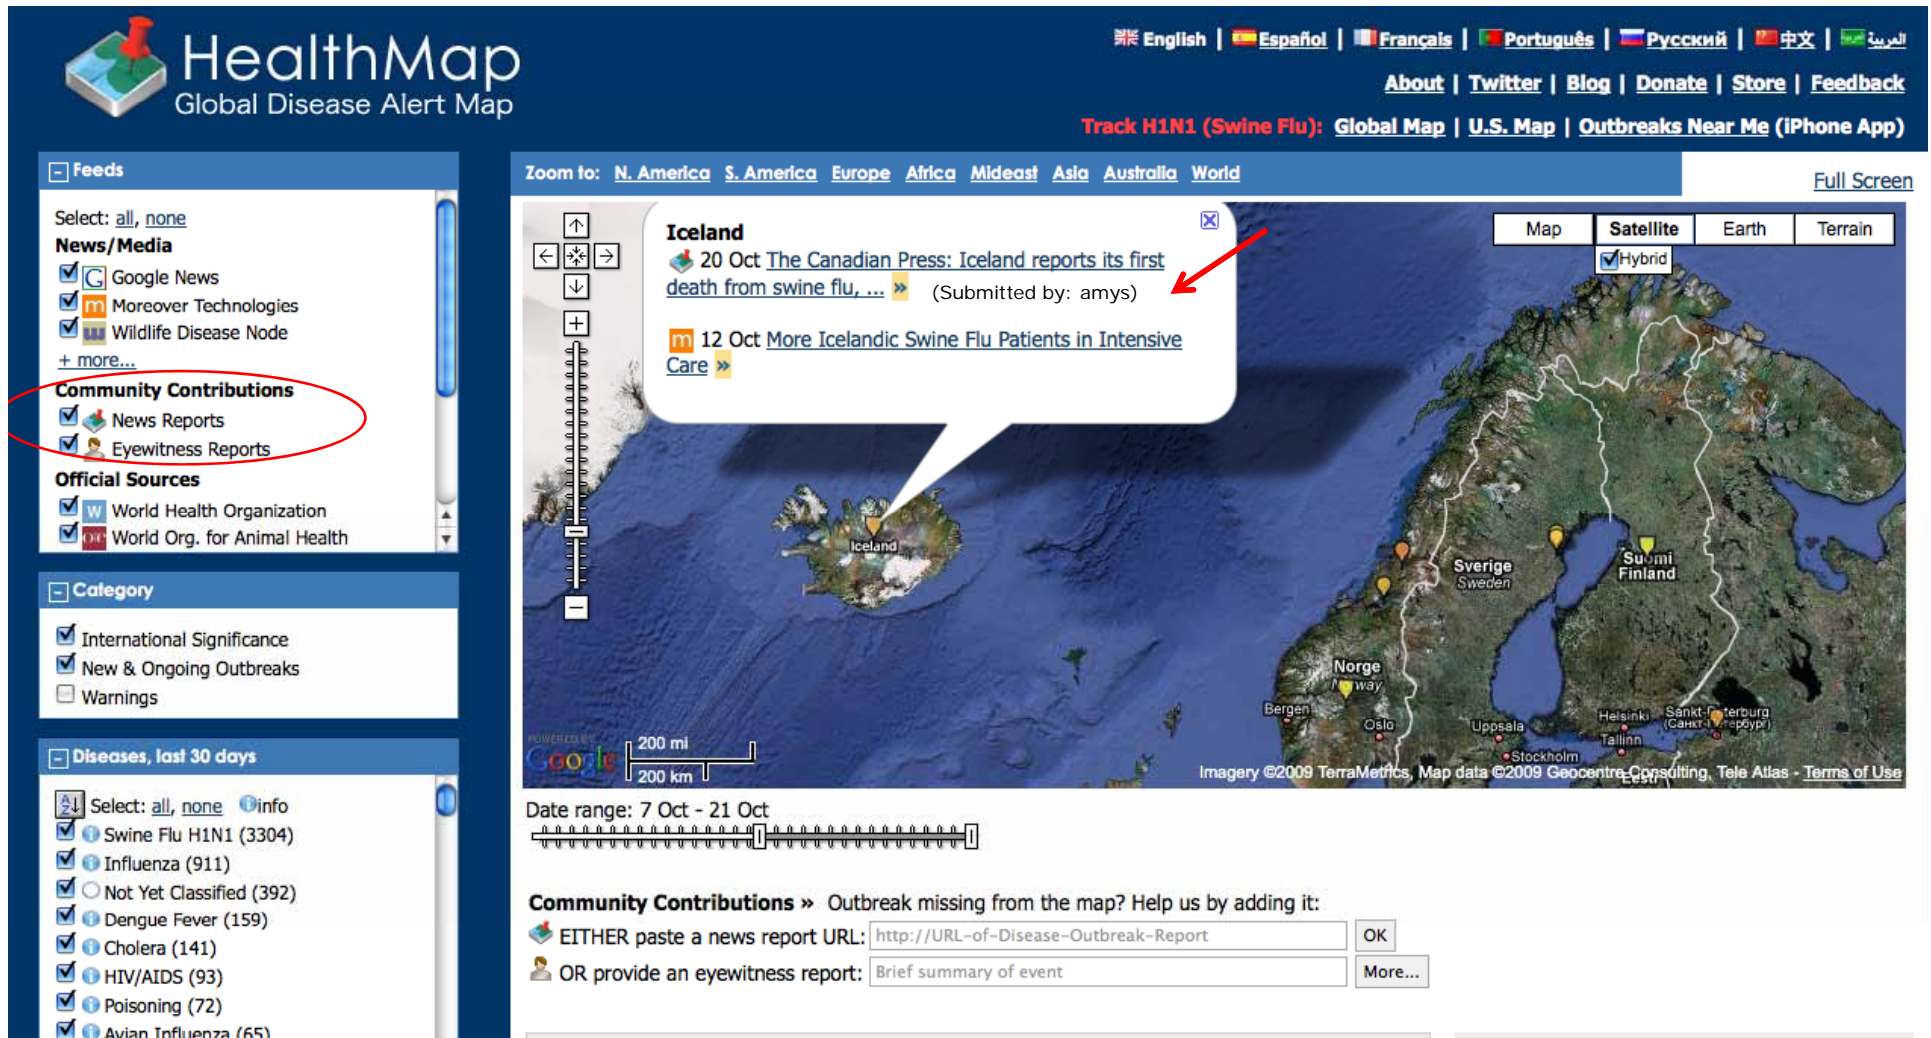 HealthMap
Global Disease Alert Map
English | Español | Français | Português | Русский | 中文 | العربية
About | Twitter | Blog | Donate | Store | Feedback
Track H1N1 (Swine Flu): Global Map | U.S. Map | Outbreaks Near Me (iPhone App)
Feeds
Select: all, none
News/Media
G Google News
m Moreover Technologies
w Wildlife Disease Node
+ more...
Community Contributions
News Reports
Eyewitness Reports
Official Sources
W World Health Organization
World Org. for Animal Health
Category
International Significance
New & Ongoing Outbreaks
Warnings
Diseases, last 30 days
Select: all, none info
Swine Flu H1N1 (3304)
Influenza (911)
Not Yet Classified (392)
Dengue Fever (159)
Cholera (141)
HIV/AIDS (93)
Poisoning (72)
Avian Influenza (65)
Zoom to: N. America S. America Europe Africa Mideast Asia Australia World
Full Screen
Map Satellite Earth Terrain
Hybrid
Iceland
20 Oct The Canadian Press: Iceland reports its first
death from swine flu, ... » (Submitted by: amys)
m 12 Oct More Icelandic Swine Flu Patients in Intensive
Care »
Iceland
Sverige
Sweden
Suomi
Finland
Norge
Norway
Bergen
Oslo
Uppsala
Stockholm
Helsinki
Tallinn
Sankt-Peterburg
(Санкт-Петербург)
Eesti
POWERED BY
Google
200 mi
200 km
Imagery ©2009 TerraMetrics, Map data ©2009 Geocentre Consulting, Tele Atlas - Terms of Use
Date range: 7 Oct - 21 Oct
Community Contributions » Outbreak missing from the map? Help us by adding it:
EITHER paste a news report URL: http://URL-of-Disease-Outbreak-Report OK
OR provide an eyewitness report: Brief summary of event More...